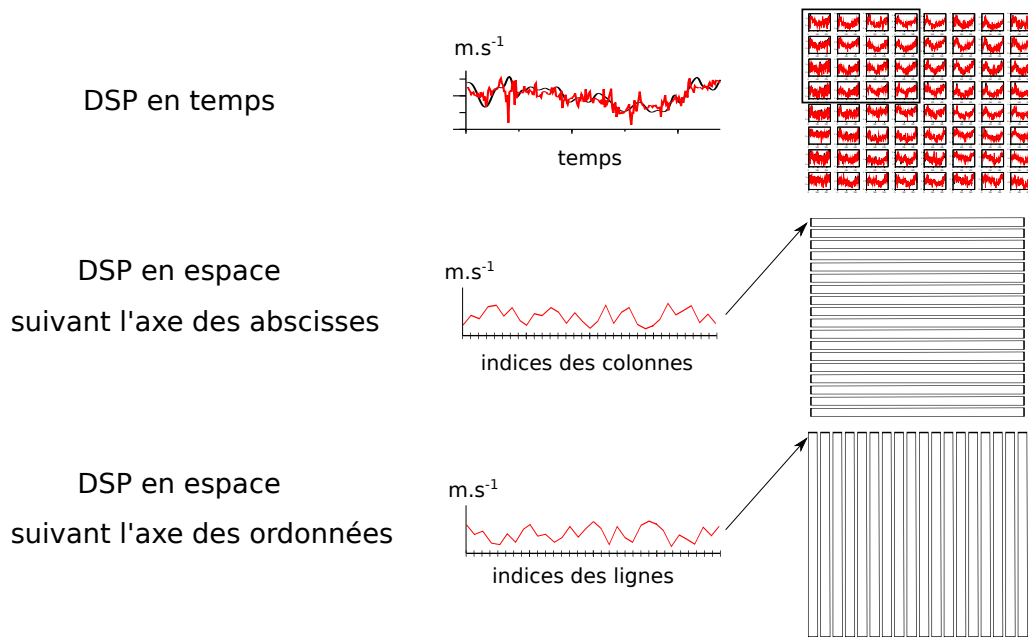 m.s-1
DSP en temps
temps
DSP en espace
suivant l'axe des abscisses
m.s-1
indices des colonnes
DSP en espace
suivant l'axe des ordonnées
m.s-1
indices des lignes